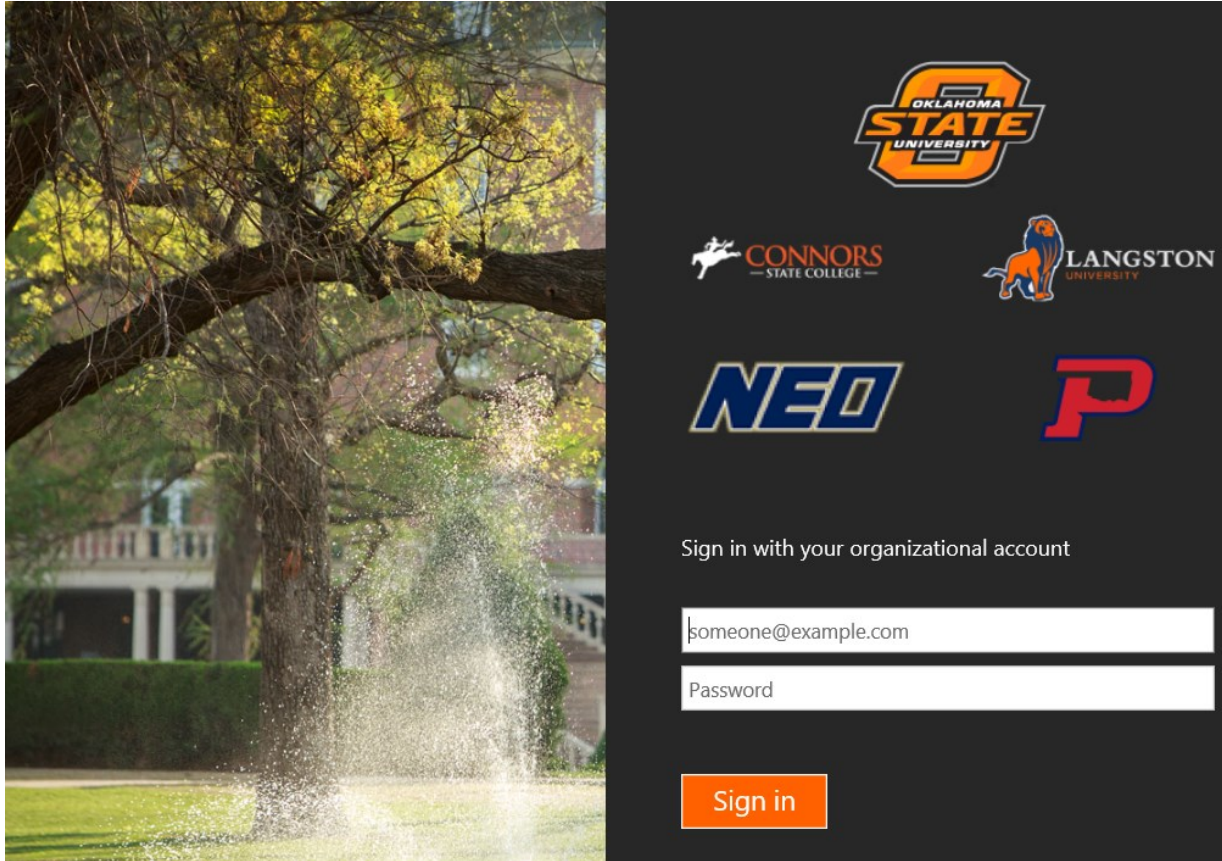 OKLAHOMA
STATE
UNIVERSITY
CONNORS
STATE COLLEGE
LANGSTON
UNIVERSITY
NEO
P
Sign in with your organizational account
someone@example.com
Password
Sign in